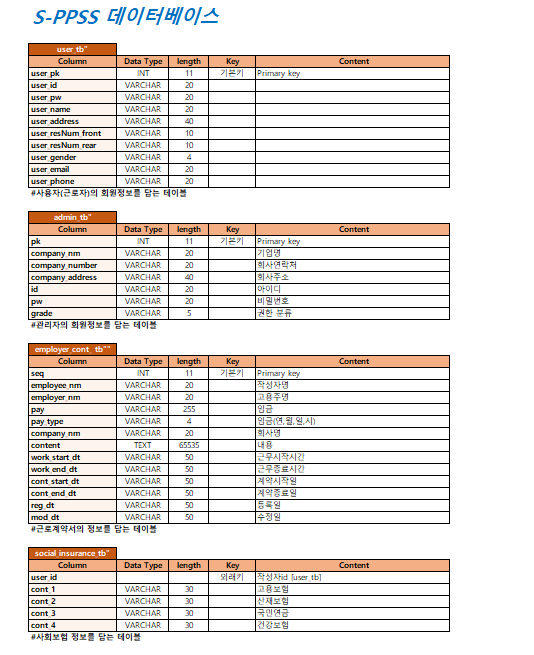 S-PPSS 데이터베이스
user_tb"
Column Data Type length Key Content
user_pk INT 11 기본키 Primary key
user_id VARCHAR 20
user_pw VARCHAR 20
user_name VARCHAR 20
user_address VARCHAR 40
user_resNum_front VARCHAR 10
user_resNum_rear VARCHAR 10
user_gender VARCHAR 4
user_email VARCHAR 20
user_phone VARCHAR 20
#사용자(근로자)의 회원정보를 담는 테이블
admin_tb"
Column Data Type length Key Content
pk INT 11 기본키 Primary key
company_nm VARCHAR 20 기업명
company_number VARCHAR 20 회사연락처
company_address VARCHAR 40 회사주소
id VARCHAR 20 아이디
pw VARCHAR 20 비밀번호
grade VARCHAR 5 권한 분류
#관리자의 회원정보를 담는 테이블
employer_cont_tb""
Column Data Type length Key Content
seq INT 11 기본키 Primary key
employee_nm VARCHAR 20 작성자명
employer_nm VARCHAR 20 고용주명
pay VARCHAR 255 임금
pay_type VARCHAR 4 임금(연,월,일,시)
company_nm VARCHAR 20 회사명
content TEXT 65535 내용
work_start_dt VARCHAR 50 근무시작시간
work_end_dt VARCHAR 50 근무종료시간
cont_start_dt VARCHAR 50 계약시작일
cont_end_dt VARCHAR 50 계약종료일
reg_dt VARCHAR 50 등록일
mod_dt VARCHAR 50 수정일
#근로계약서의 정보를 담는 테이블
social_insurance_tb"
Column Data Type length Key Content
user_id 외래키 작성자id [user_tb]
cont_1 VARCHAR 30 고용보험
cont_2 VARCHAR 30 산재보험
cont_3 VARCHAR 30 국민연금
cont_4 VARCHAR 30 건강보험
#사회보험 정보를 담는 테이블